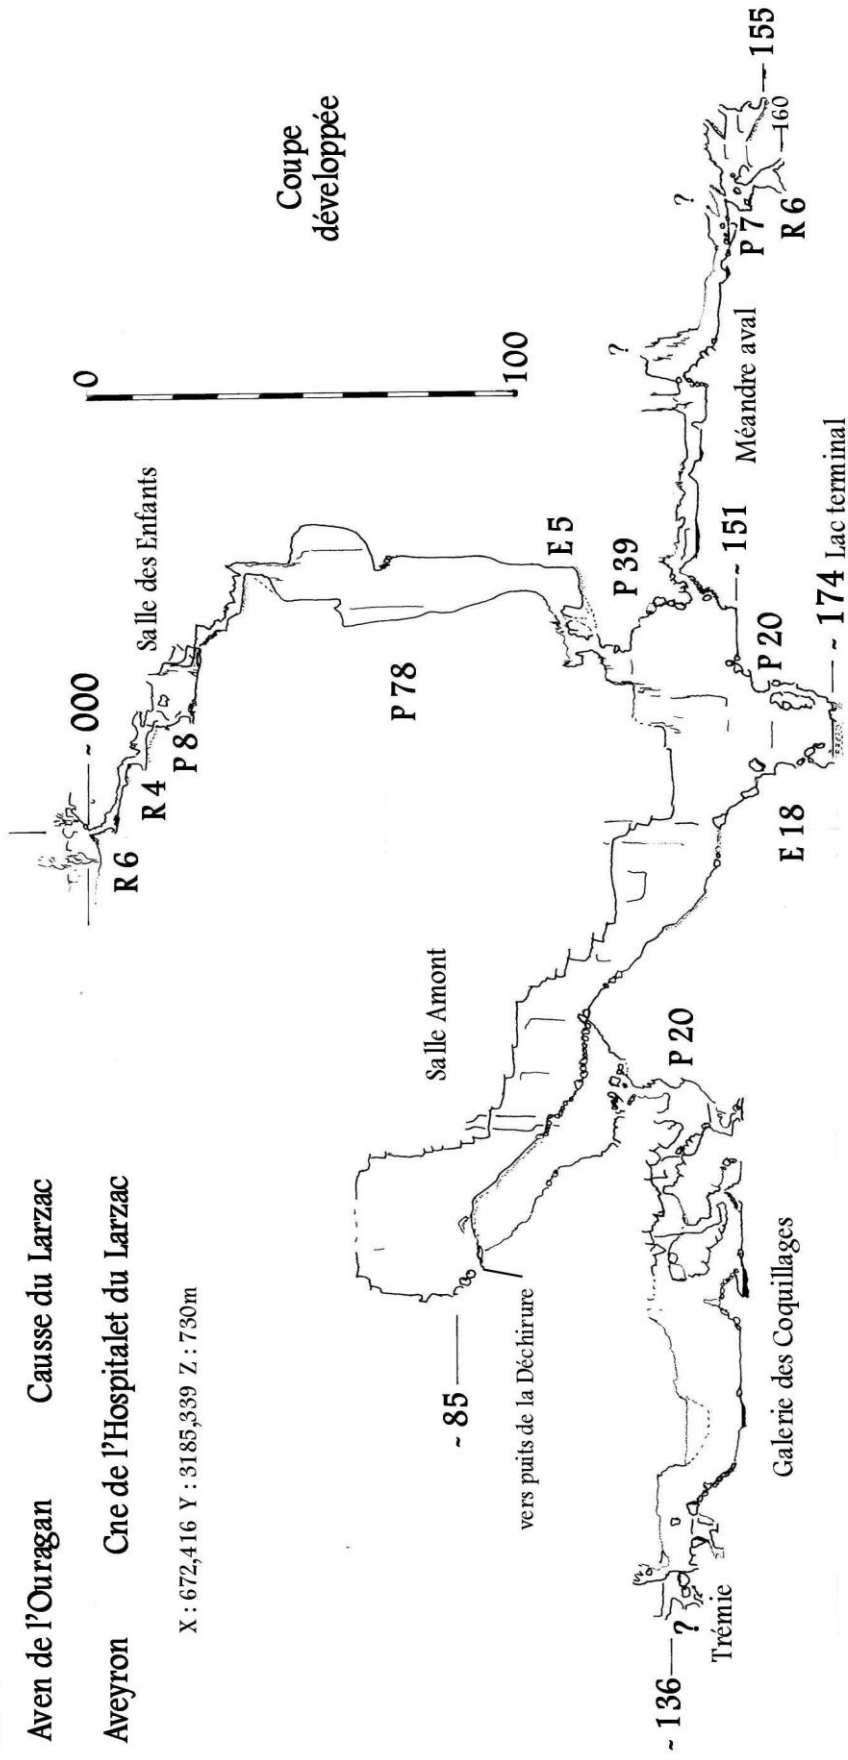 Aven de l'Ouragan Causse du Larzac
Aveyron Cne de l'Hospitalet du Larzac
X : 672,416 Y : 3185,339 Z : 730m
Coupe
développée
0
100
~ 000
R 6
R 4
P 8
Salle des Enfants
P 78
E 5
P 39
Salle Amont
~ 85
vers puits de la Déchirure
P 20
Galerie des Coquillages
~ 136
?
Trémie
E 18
P 20
~ 151
~ 174 Lac terminal
Méandre aval
?
?
P 7
R 6
~ 160
~ 155